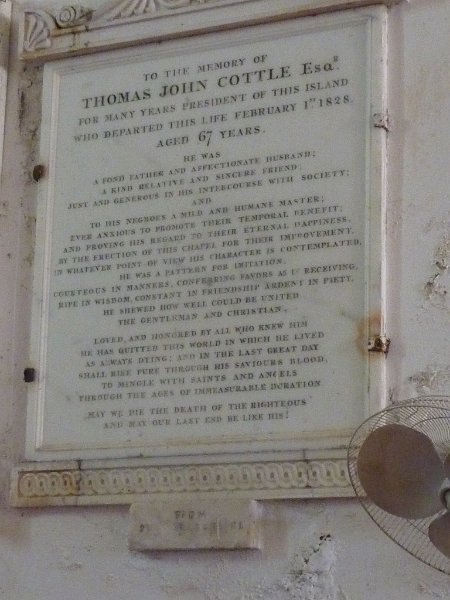 TO THE MEMORY OF
THOMAS JOHN COTTLE Esqr.
FOR MANY YEARS PRESIDENT OF THIS ISLAND
WHO DEPARTED THIS LIFE FEBRUARY 1st. 1828.
AGED 67 YEARS.
HE WAS
A FOND FATHER AND AFFECTIONATE HUSBAND;
A KIND RELATIVE AND SINCERE FRIEND;
JUST AND GENEROUS IN HIS INTERCOURSE WITH SOCIETY;
AND
TO HIS NEGROES A MILD AND HUMANE MASTER;
EVER ANXIOUS TO PROMOTE THEIR TEMPORAL BENEFIT;
AND PROVING HIS REGARD TO THEIR ETERNAL HAPPINESS,
BY THE ERECTION OF THIS CHAPEL FOR THEIR IMPROVEMENT.
IN WHATEVER POINT OF VIEW HIS CHARACTER IS CONTEMPLATED,
HE WAS A PATTERN FOR IMITATION.
COURTEOUS IN MANNERS, CONFERRING FAVORS AS IF RECEIVING,
RIPE IN WISDOM, CONSTANT IN FRIENDSHIP ARDENT IN PIETY,
HE SHEWED HOW WELL COULD BE UNITED
THE GENTLEMAN AND CHRISTIAN.
LOVED, AND HONORED BY ALL WHO KNEW HIM
HE HAS QUITTED THIS WORLD IN WHICH HE LIVED
AS ALWAYS DYING; AND IN THE LAST GREAT DAY
SHALL RISE PURE THROUGH HIS SAVIOURS BLOOD,
TO MINGLE WITH SAINTS AND ANGELS
THROUGH THE AGES OF IMMEASURABLE DURATION
MAY WE DIE THE DEATH OF THE RIGHTEOUS
AND MAY OUR LAST END BE LIKE HIS!